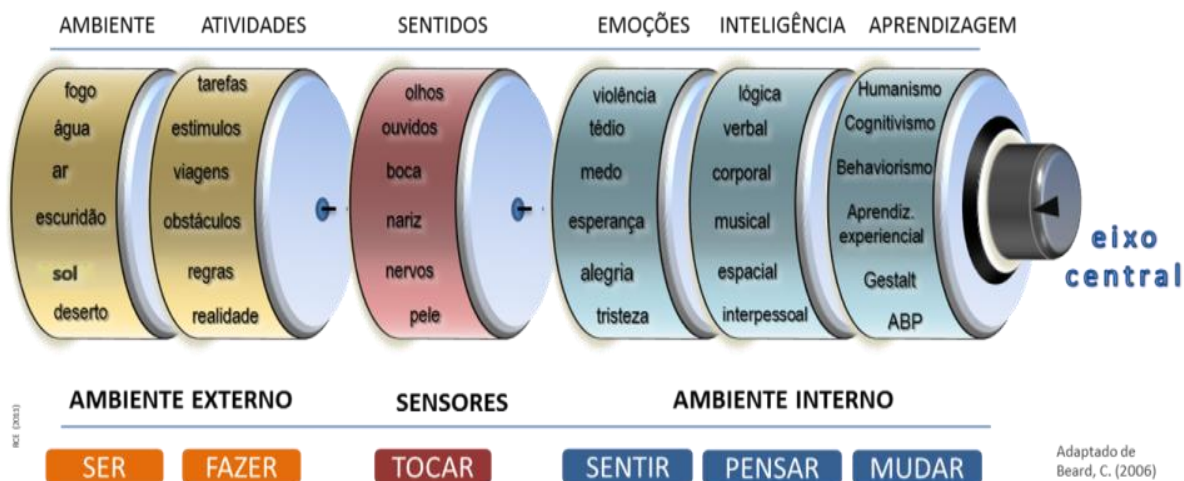 AMBIENTE ATIVIDADES SENTIDOS EMOÇÕES INTELIGÊNCIA APRENDIZAGEM
fogo
água
ar
escuridão
sol
deserto
tarefas
estimulos
viagens
obstáculos
regras
realidade
olhos
ouvidos
boca
nariz
nervos
pele
violência
tédio
medo
esperança
alegria
tristeza
lógica
verbal
corporal
musical
espacial
interpessoal
Humanismo
Cognitivismo
Behaviorismo
Aprendiz.
experiencial
Gestalt
ABP
eixo
central
AMBIENTE EXTERNO SENSORES AMBIENTE INTERNO
RCE (2011)
SER FAZER TOCAR SENTIR PENSAR MUDAR
Adaptado de
Beard, C. (2006)